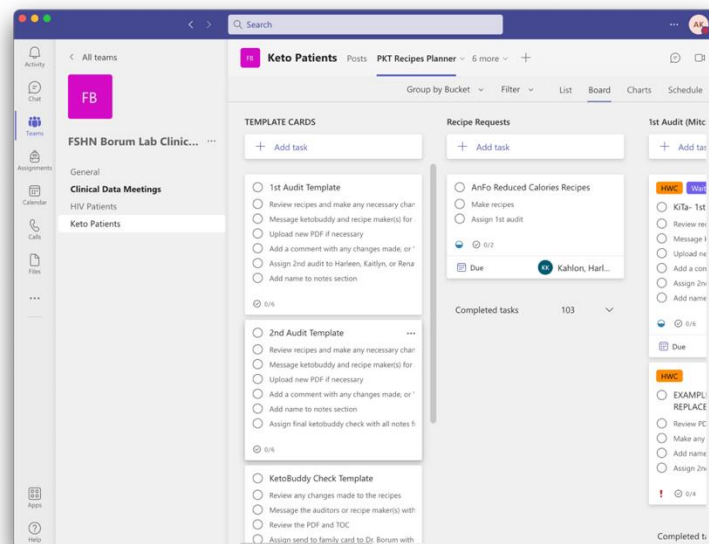 Search
AK
Activity
Chat
Teams
Assignments
Calendar
Calls
Files
Apps
Help
All teams
FB
FSHN Borum Lab Clinic...
General
Clinical Data Meetings
HIV Patients
Keto Patients
FB
Keto Patients Posts PKT Recipes Planner 6 more
Group by Bucket Filter List Board Charts Schedule
TEMPLATE CARDS
Add task
1st Audit Template
Review recipes and make any necessary chan
Message ketobuddy and recipe maker(s) for
Upload new PDF if necessary
Add a comment with any changes made, or "
Assign 2nd audit to Harleen, Kaitlyn, or Rena
Add name to notes section
0/6
2nd Audit Template
Review recipes and make any necessary chan
Message ketobuddy and recipe maker(s) for
Upload new PDF if necessary
Add a comment with any changes made, or "
Add name to notes section
Assign final ketobuddy check with all notes f
0/6
KetoBuddy Check Template
Review any changes made to the recipes
Message the auditors or recipe maker(s) with
Review the PDF and TOC
Assign send to family card to Dr. Borum with
Recipe Requests
Add task
AnFo Reduced Calories Recipes
Make recipes
Assign 1st audit
0/2
Due KK Kahlon, Harl...
Completed tasks 103
1st Audit (Mitc
Add tas
HWC Wait
KiTa- 1st
Review rec
Message k
Upload ne
Add a con
Assign 2nd
Add name
0/6
Due
HWC
EXAMPL
REPLACE
Review PD
Make any
Add name
Assign 2nd
0/4
Completed ta